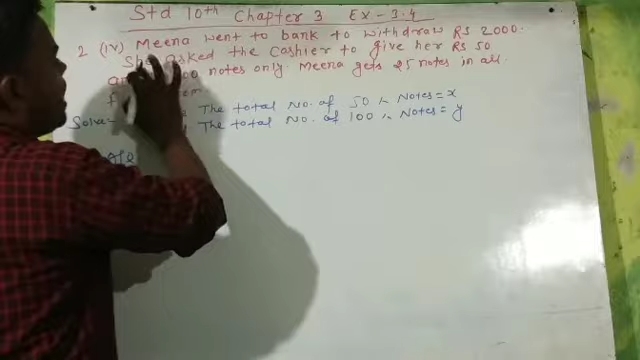 Std 10th Chapter 3 Ex - 3.4
2 (iv) Meena went to bank to withdraw RS 2000.
She asked the Cashier to give her RS 50
notes only. Meena gets 25 notes in all.
The total No. of 50 Notes = x
The total No. of 100 Notes = y